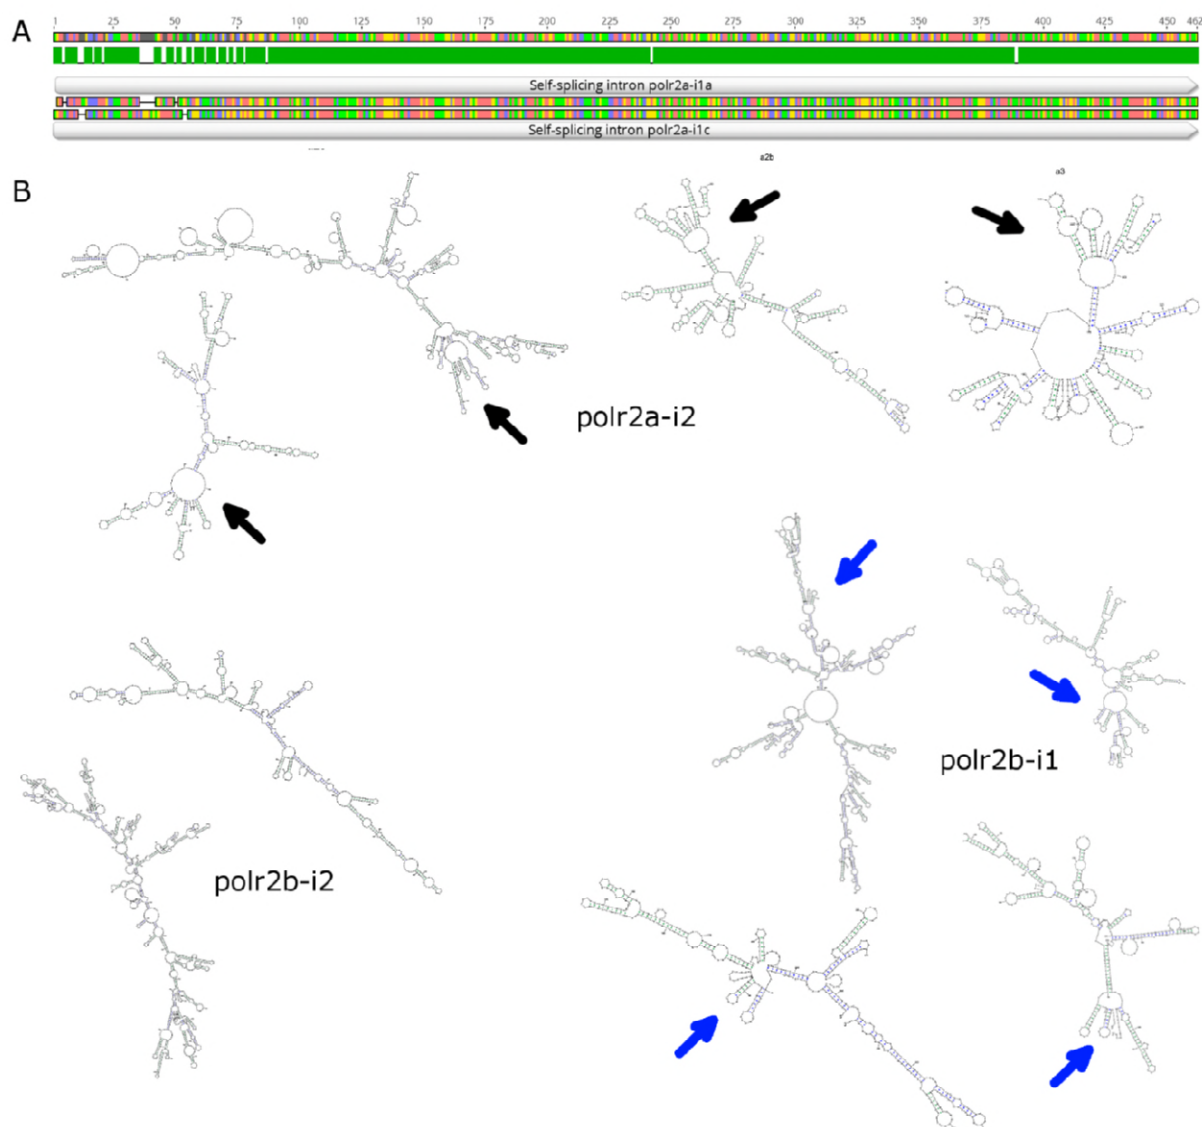 A
1 25 50 75 100 125 150 175 200 225 250 275 300 325 350 375 400 425 450 462
Self-splicing intron polr2a-i1a
Self-splicing intron polr2a-i1c
a2b
a3
B
polr2a-i2
polr2b-i1
polr2b-i2